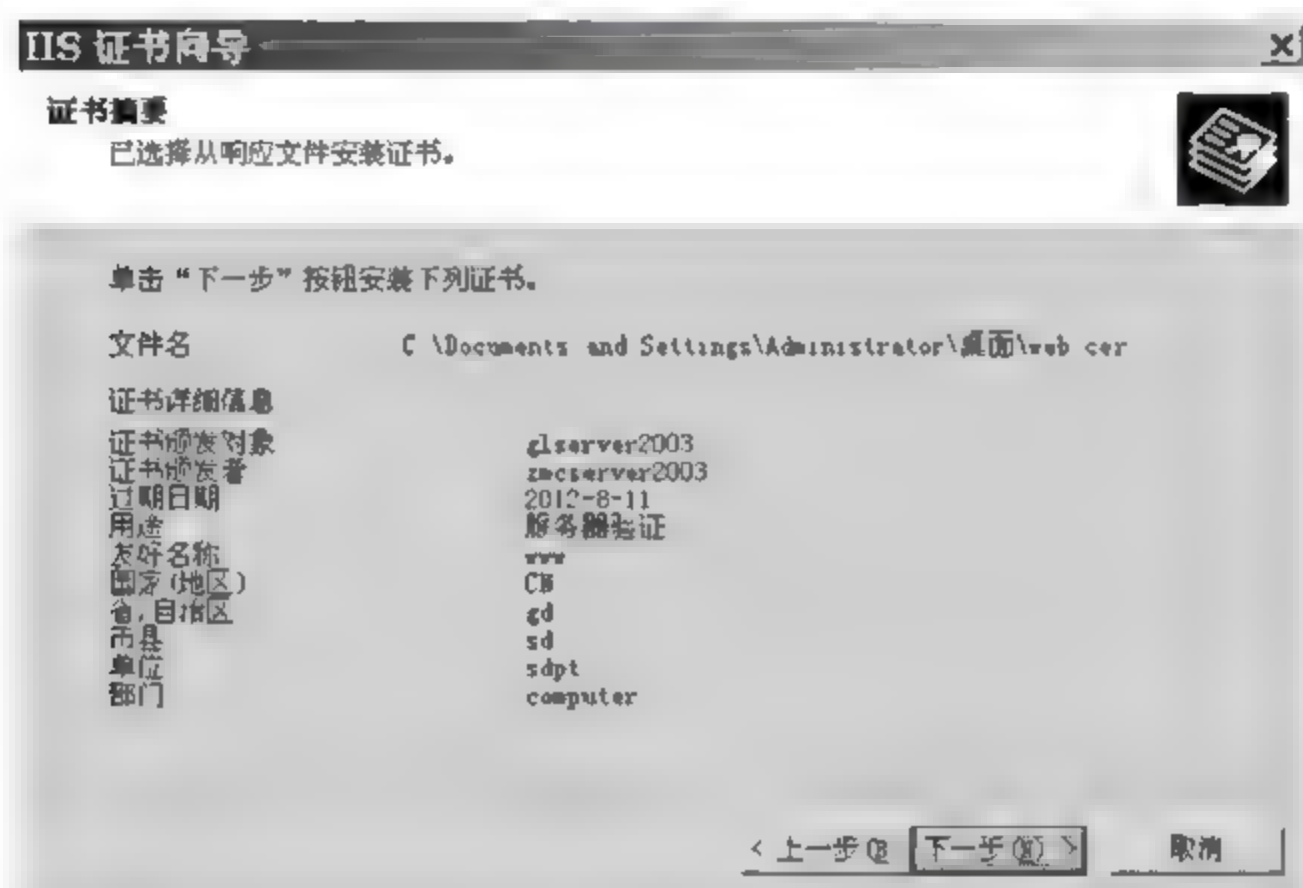 IIS 证书向导
证书摘要
已选择从响应文件安装证书。
单击“下一步”按钮安装下列证书。
文件名 C:\Documents and Settings\Administrator\桌面\web.cer
证书详细信息
证书颁发对象 glserver2003
证书颁发者 zmcserver2003
过期日期 2012-8-11
用途 服务器验证
友好名称 www
国家(地区) CN
省,自治区 gd
市县 sd
单位 sdpt
部门 computer
< 上一步(B) 下一步(N) > 取消